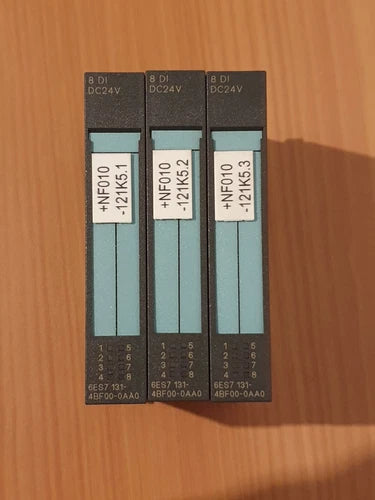 8 DI
DC24V
+NF010
-121K5.1
1 5
2 6
3 7
4 8
6ES7 131-
4BF00-0AA0
8 DI
DC24V
+NF010
-121K5.2
1 5
2 6
3 7
4 8
6ES7 131-
4BF00-0AA0
8 DI
DC24V
+NF010
-121K5.3
1 5
2 6
3 7
4 8
6ES7 131-
4BF00-0AA0